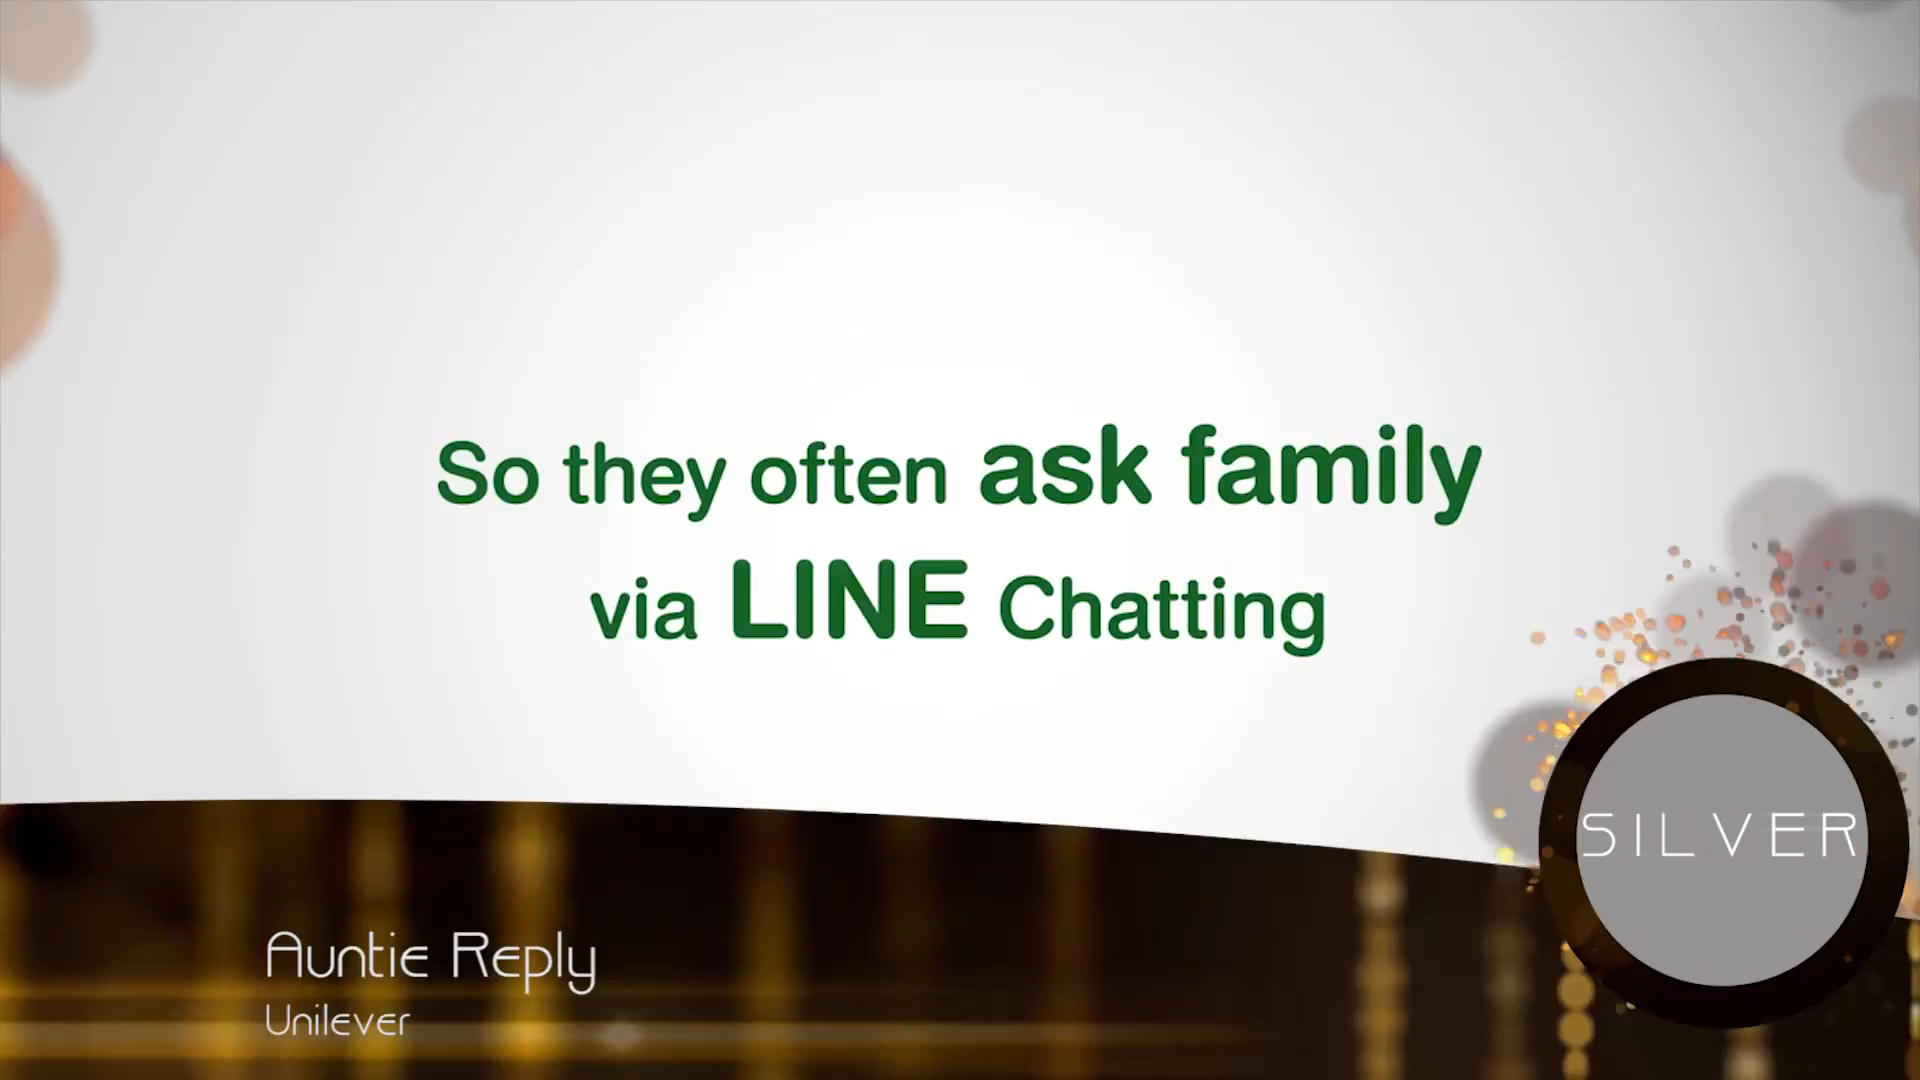 So they often ask family
via LINE Chatting
SILVER
Auntie Reply
Unilever